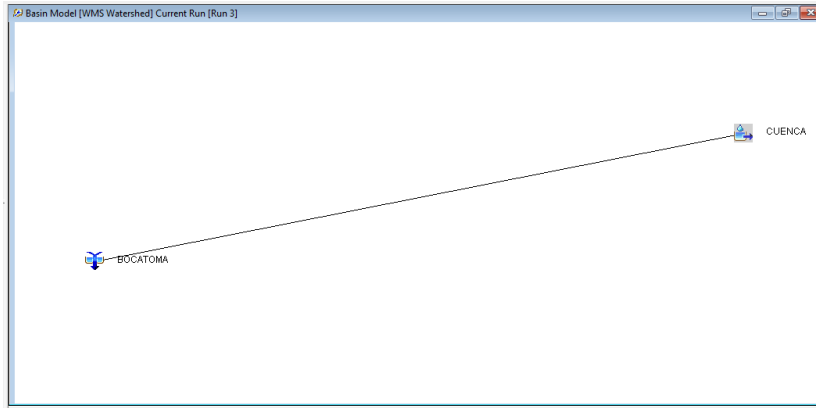 Basin Model [WMS Watershed] Current Run [Run 3]
CUENCA
BOCATOMA